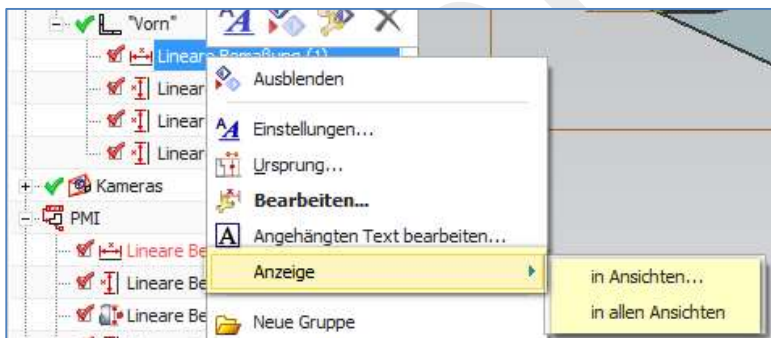 "Vorn"
Lineare Bemaßung (1)
Linear
Ausblenden
Linear
Einstellungen...
Linear
Ursprung...
Kameras
Bearbeiten...
PMI
Angehängten Text bearbeiten...
Lineare Be
Anzeige
in Ansichten...
Lineare Be
in allen Ansichten
Lineare Be
Neue Gruppe